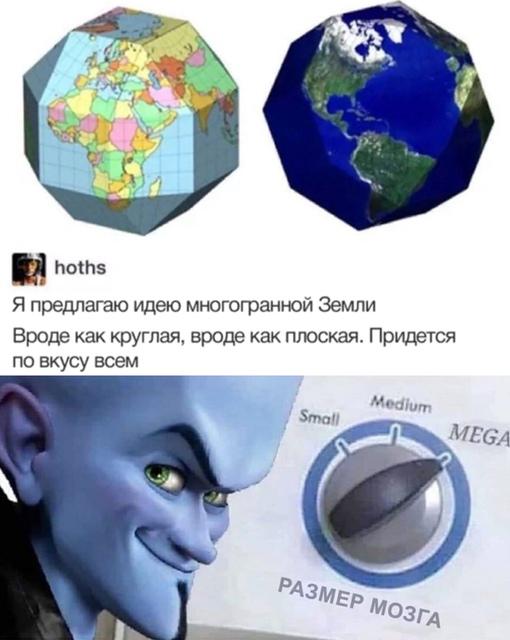 hoths
Я предлагаю идею многогранной Земли
Вроде как круглая, вроде как плоская. Придется
по вкусу всем
Small
Medium
MEGA
РАЗМЕР МОЗГА